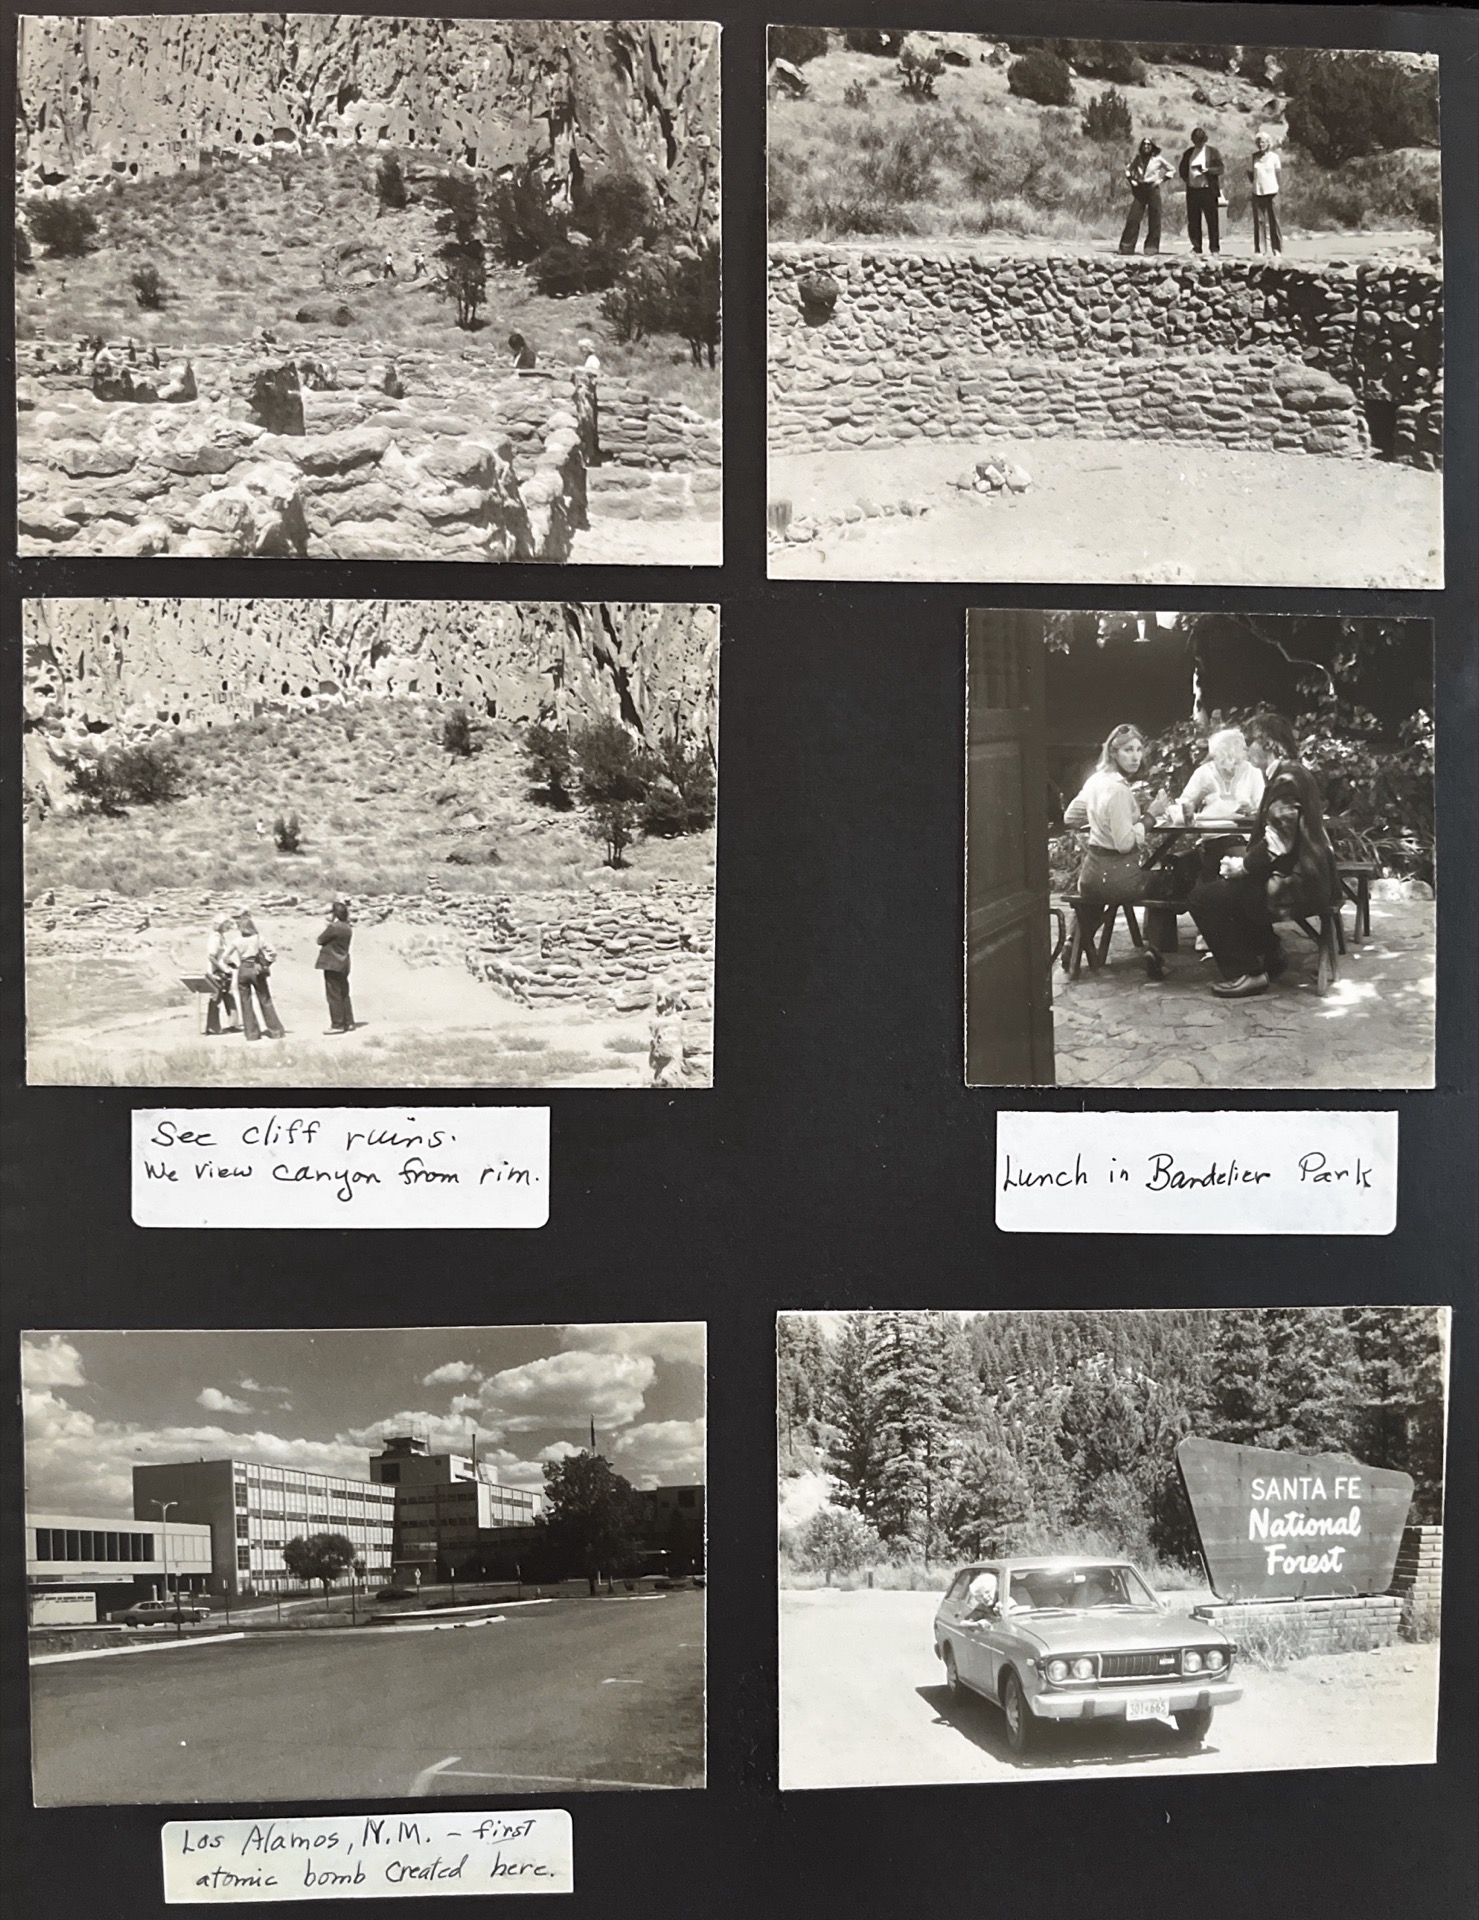 See cliff ruins.
We view canyon from rim.
Lunch in Bandelier Park
SANTA FE
National
Forest
Los Alamos, N.M. – first
atomic bomb created here.